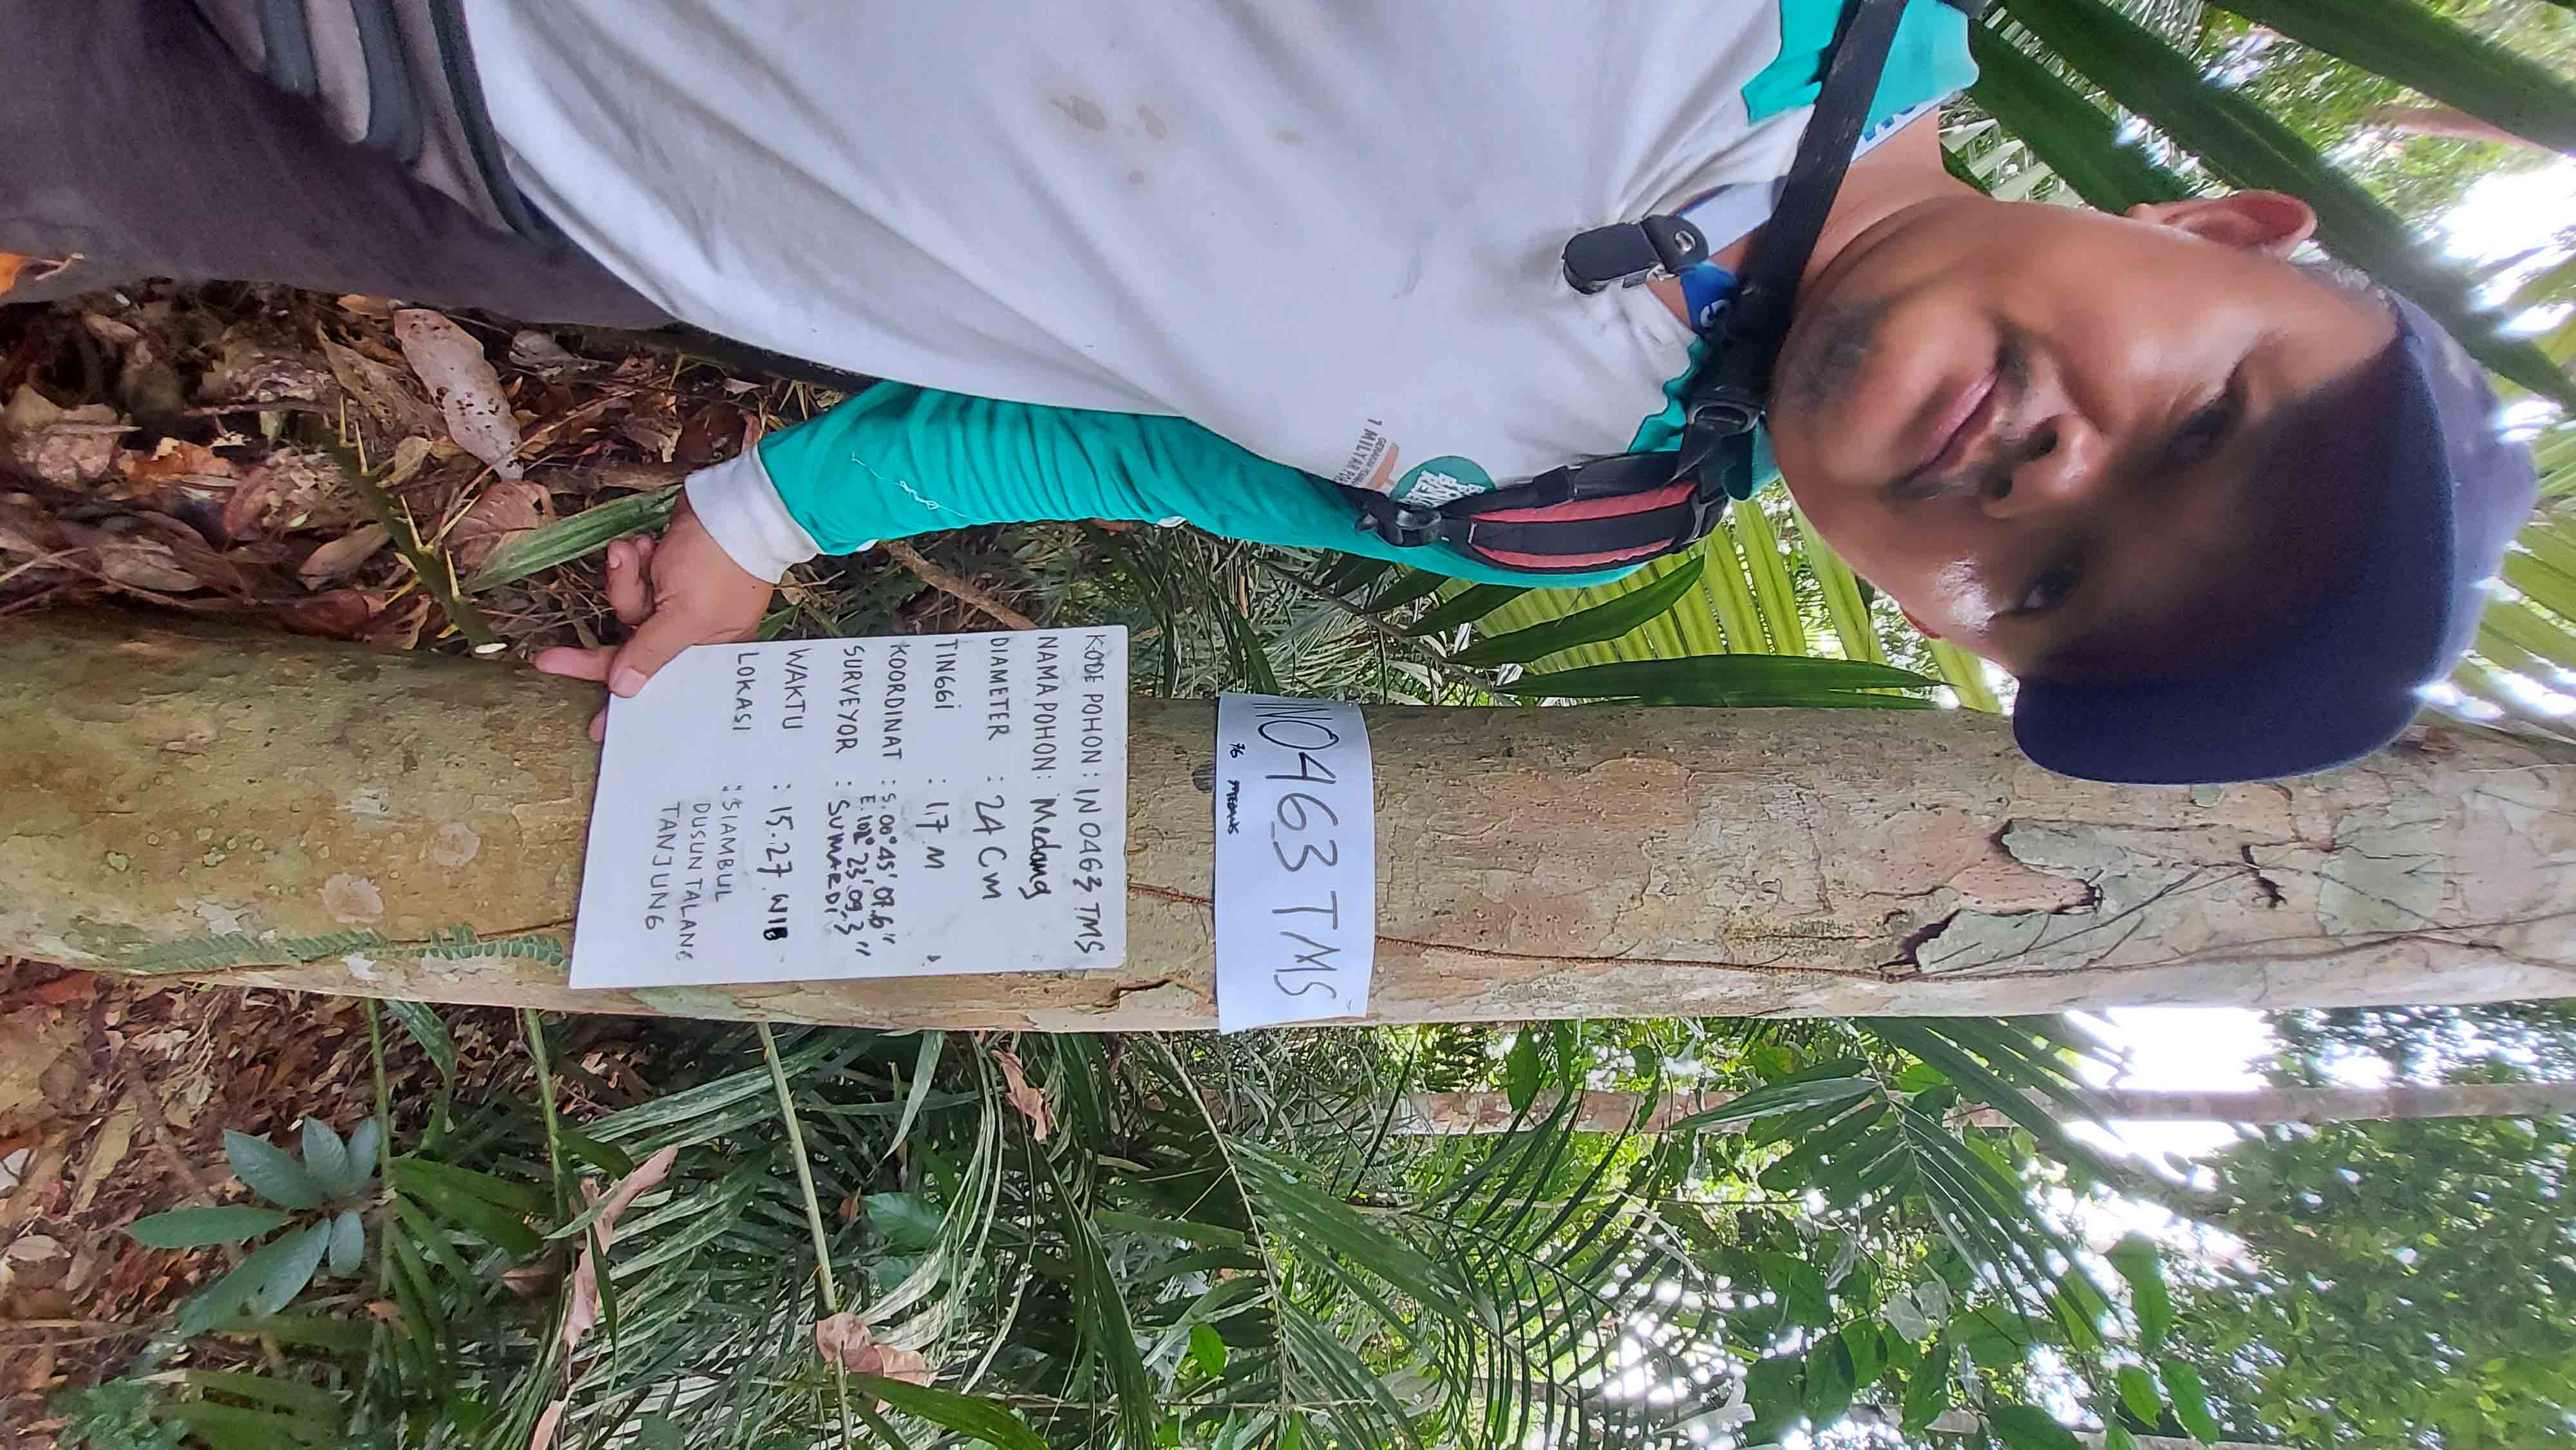 1 MILYAR
IN0463 TMS
76 MEDANG
KODE POHON : IN 0463 TMS
NAMA POHON : Medang
DIAMETER : 24 Cm
TINGGI : 17 M
KOORDINAT : S. 00° 45' 07.6"
E. 102° 23' 09.3"
SURVEYOR : SUMARDI
WAKTU : 15.27 WIB
LOKASI : SIAMBUL
DUSUN TALANG
TANJUNG